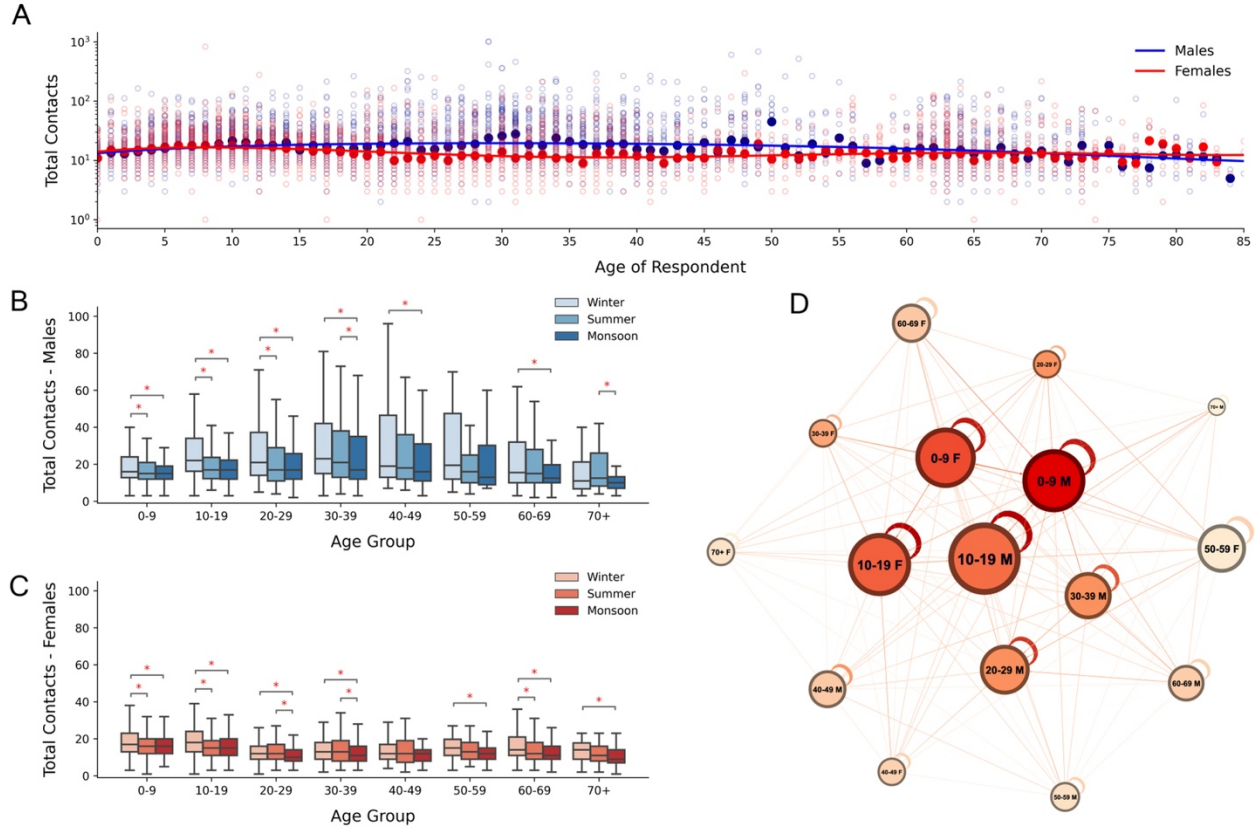 A
Total Contacts
10³
10²
10¹
10⁰
Males
Females
0 5 10 15 20 25 30 35 40 45 50 55 60 65 70 75 80 85
Age of Respondent
B
Total Contacts - Males
100
80
60
40
20
0
Winter
Summer
Monsoon
* * * * * * * * * * *
0-9 10-19 20-29 30-39 40-49 50-59 60-69 70+
Age Group
C
Total Contacts - Females
100
80
60
40
20
0
Winter
Summer
Monsoon
* * * * * * * * * * * *
0-9 10-19 20-29 30-39 40-49 50-59 60-69 70+
Age Group
D
60-69 F
20-29 F
70+ M
30-39 F
0-9 F
0-9 M
70+ F
10-19 F
10-19 M
50-59 F
30-39 M
20-29 M
40-49 M
60-69 M
40-49 F
50-59 M